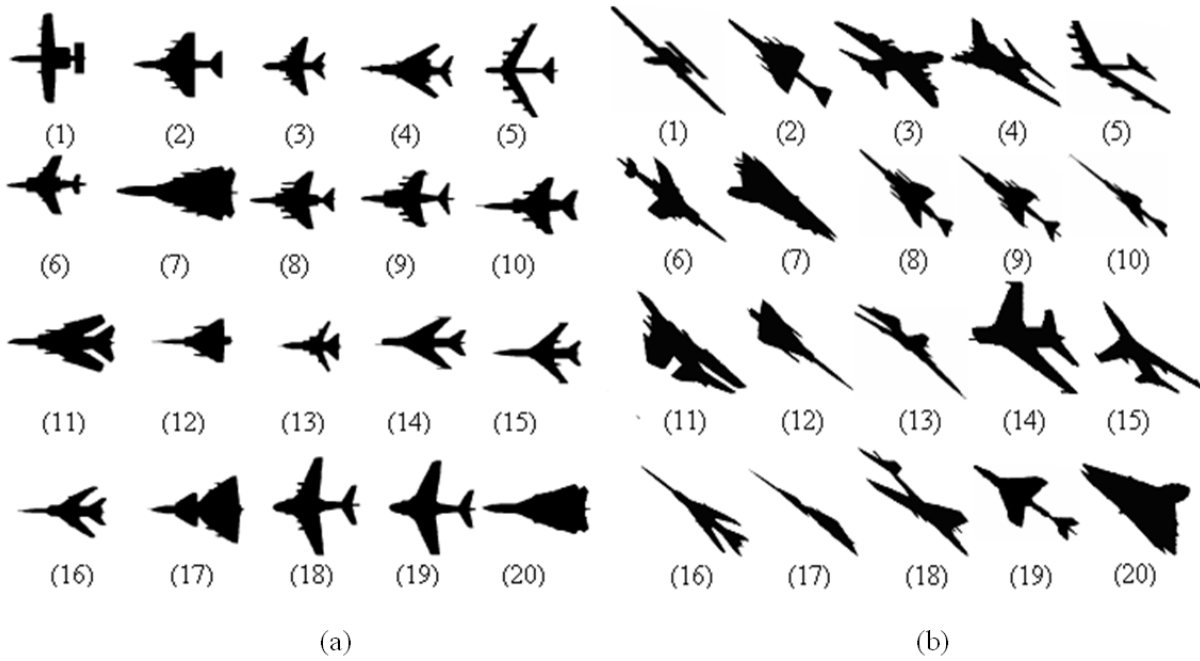 (1) (2) (3) (4) (5) (1) (2) (3) (4) (5)
(6) (7) (8) (9) (10) (6) (7) (8) (9) (10)
(11) (12) (13) (14) (15) (11) (12) (13) (14) (15)
(16) (17) (18) (19) (20) (16) (17) (18) (19) (20)
(a) (b)